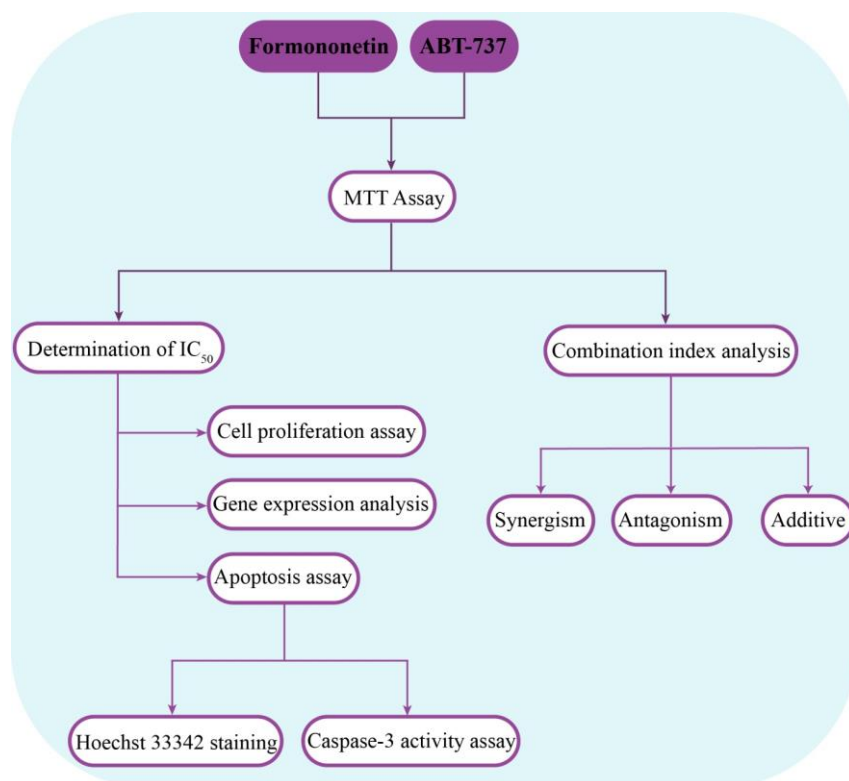 Formononetin
ABT-737
MTT Assay
Determination of IC₅₀
Combination index analysis
Cell proliferation assay
Gene expression analysis
Synergism
Antagonism
Additive
Apoptosis assay
Hoechst 33342 staining
Caspase-3 activity assay